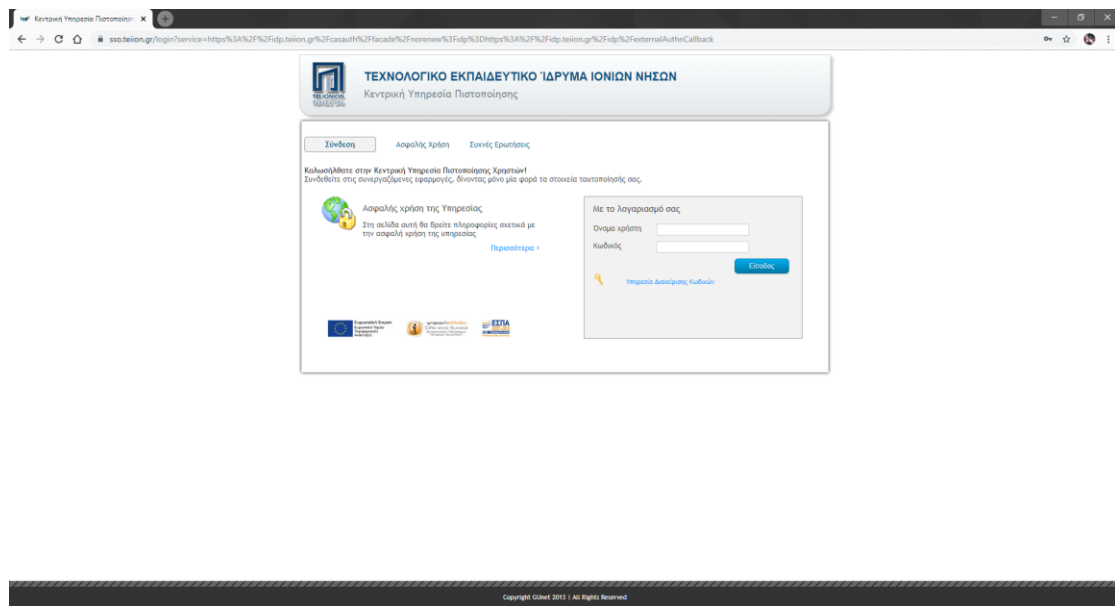 Κεντρική Υπηρεσία Πιστοποίησης
sso.teiion.gr/login?service=https%3A%2F%2Fidp.teiion.gr%2Fcasauth%2Ffacade%2Fnorenew%3Fidp%3Dhttps%3A%2F%2Fidp.teiion.gr%2Fidp%2FexternalAuthnCallback
ΤΕΧΝΟΛΟΓΙΚΟ ΕΚΠΑΙΔΕΥΤΙΚΟ ΊΔΡΥΜΑ ΙΟΝΙΩΝ ΝΗΣΩΝ
Κεντρική Υπηρεσία Πιστοποίησης
Σύνδεση Ασφαλής Χρήση Συχνές Ερωτήσεις
Καλωσήλθατε στην Κεντρική Υπηρεσία Πιστοποίησης Χρηστών!
Συνδεθείτε στις συνεργαζόμενες εφαρμογές, δίνοντας μόνο μία φορά τα στοιχεία ταυτοποίησής σας.
Ασφαλής χρήση της Υπηρεσίας
Στη σελίδα αυτή θα βρείτε πληροφορίες σχετικά με
την ασφαλή χρήση της υπηρεσίας
Περισσότερα ›
Με το λογαριασμό σας
Όνομα χρήστη
Κωδικός
Είσοδος
Υπηρεσία Διαχείρισης Κωδικών
Ευρωπαϊκή Ένωση
ΕΣΠΑ
Copyright GUnet 2013 | All Rights Reserved